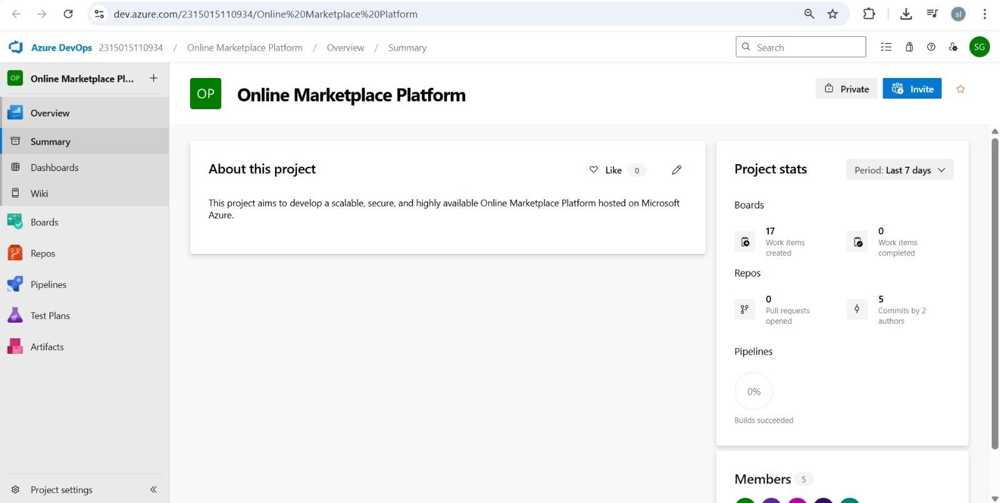 dev.azure.com/2315015110934/Online%20Marketplace%20Platform
sl
Azure DevOps 2315015110934 / Online Marketplace Platform / Overview / Summary
Search
SG
OP Online Marketplace Pl... +
Overview
Summary
Dashboards
Wiki
Boards
Repos
Pipelines
Test Plans
Artifacts
Project settings
OP Online Marketplace Platform
Private
Invite
About this project
Like 0
This project aims to develop a scalable, secure, and highly available Online Marketplace Platform hosted on Microsoft
Azure.
Project stats
Period: Last 7 days
Boards
17
Work items
created
0
Work items
completed
Repos
0
Pull requests
opened
5
Commits by 2
authors
Pipelines
0%
Builds succeeded
Members 5